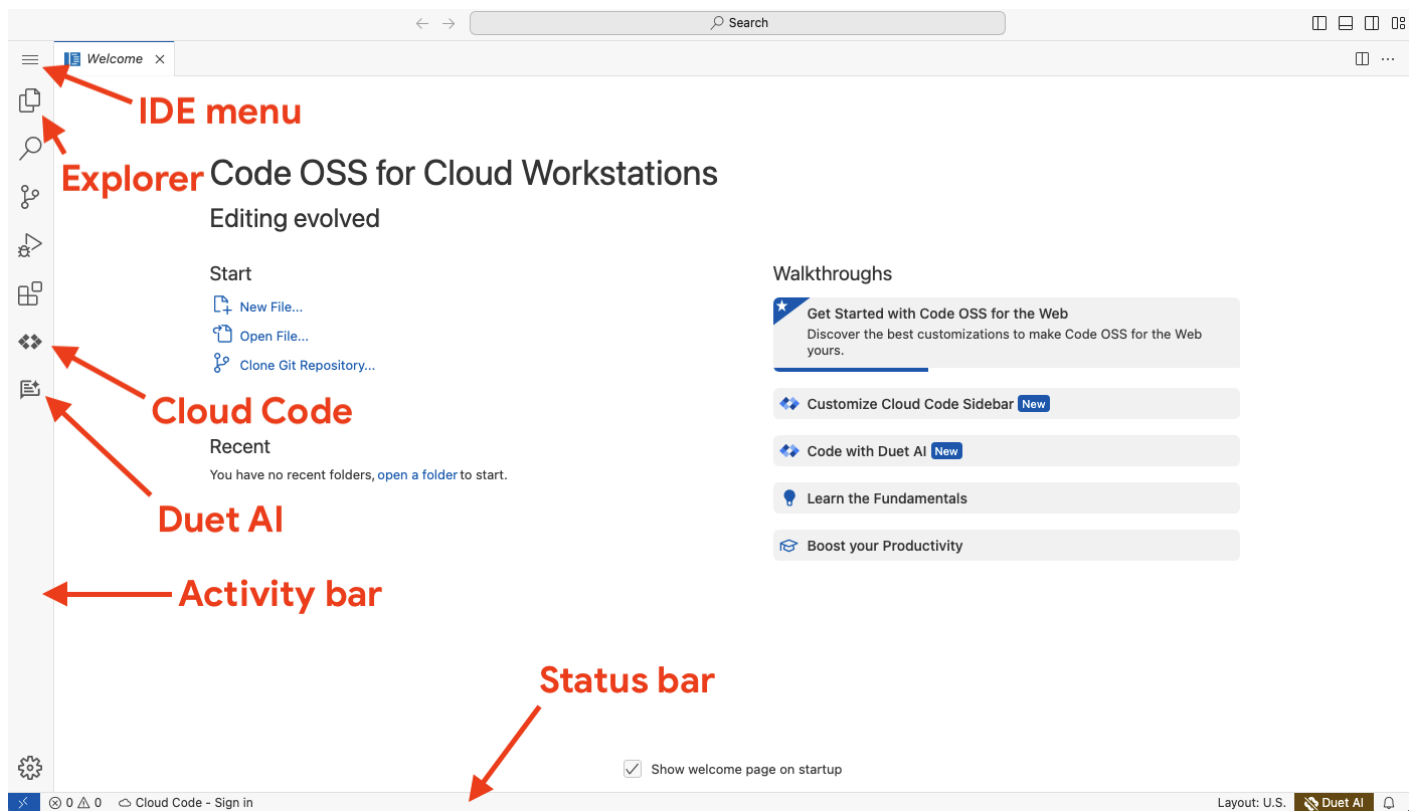 Search
Welcome
IDE menu
Explorer
Code OSS for Cloud Workstations
Editing evolved
Start
New File...
Open File...
Clone Git Repository...
Cloud Code
Recent
You have no recent folders, open a folder to start.
Duet AI
Activity bar
Walkthroughs
Get Started with Code OSS for the Web
Discover the best customizations to make Code OSS for the Web
yours.
Customize Cloud Code Sidebar New
Code with Duet AI New
Learn the Fundamentals
Boost your Productivity
Status bar
Show welcome page on startup
0 0 Cloud Code - Sign in
Layout: U.S. Duet AI